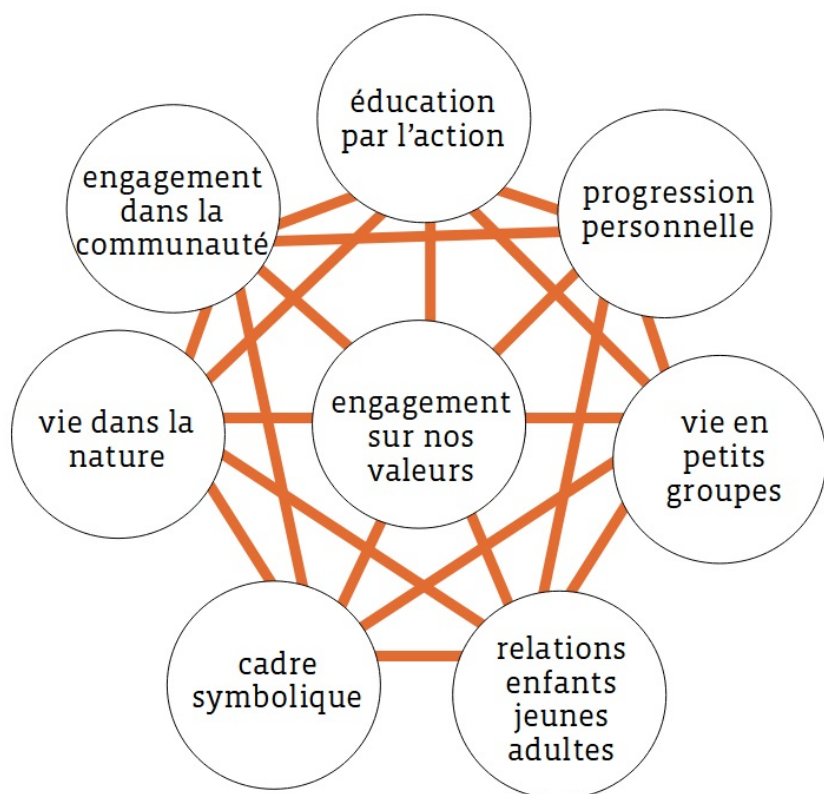 éducation
par l'action
engagement
dans la
communauté
progression
personnelle
engagement
sur nos
valeurs
vie dans la
nature
vie en
petits
groupes
cadre
symbolique
relations
enfants
jeunes
adultes